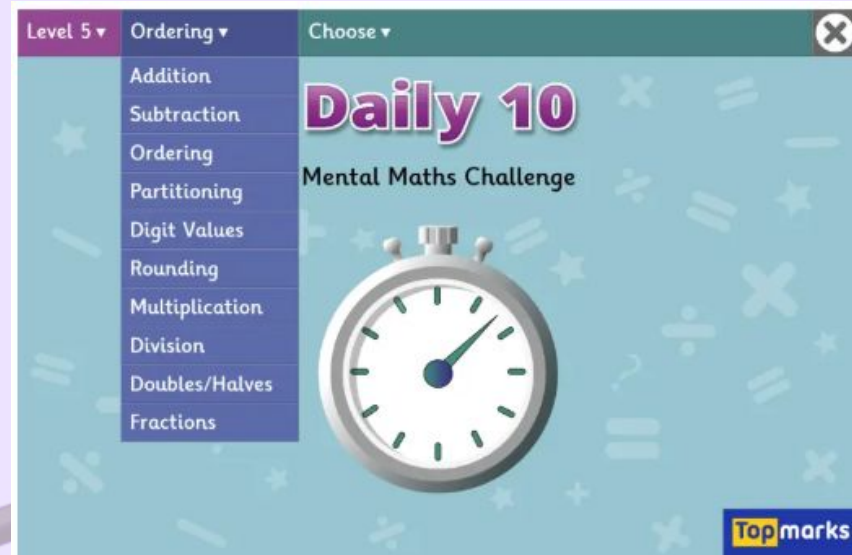 Level 5▾ Ordering▾ Choose▾
Addition
Subtraction
Ordering
Partitioning
Digit Values
Rounding
Multiplication
Division
Doubles/Halves
Fractions
Daily 10
Mental Maths Challenge
Topmarks